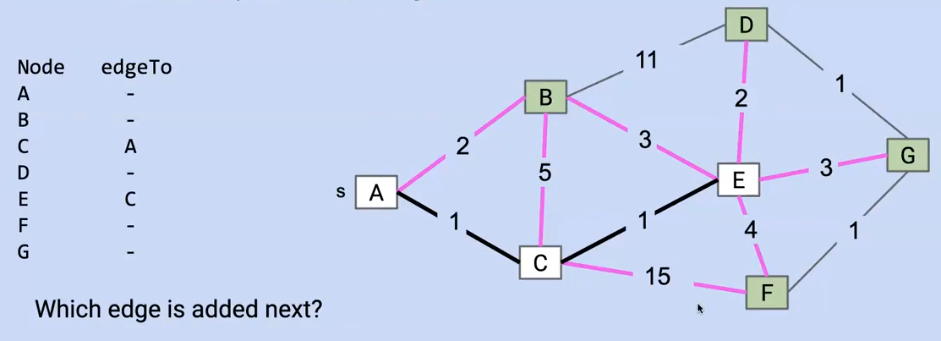 Node edgeTo
A -
B -
C A
D -
E C
F -
G -
Which edge is added next?
D
11
1
B
2
2
3
G
5
3
E
s A
1
1
4
1
C
15
F